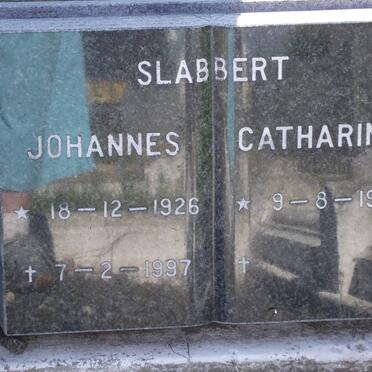 SLABBERT
JOHANNES
★ 18-12-1926
✝ 7-2-1997
CATHARIN
★ 9-8-19
✝